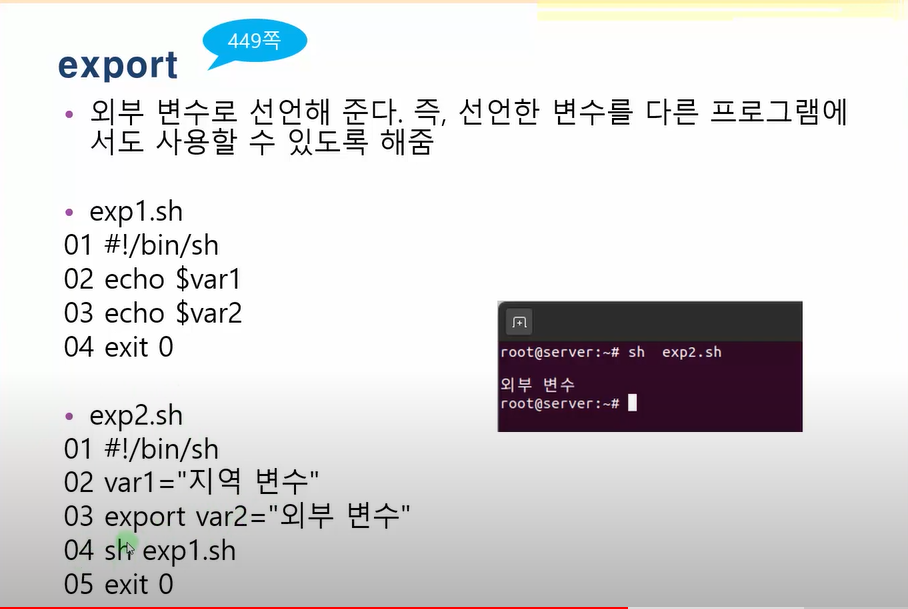 449쪽
export
• 외부 변수로 선언해 준다. 즉, 선언한 변수를 다른 프로그램에
서도 사용할 수 있도록 해줌
• exp1.sh
01 #!/bin/sh
02 echo $var1
03 echo $var2
04 exit 0
• exp2.sh
01 #!/bin/sh
02 var1="지역 변수"
03 export var2="외부 변수"
04 sh exp1.sh
05 exit 0
root@server:~# sh  exp2.sh
외부 변수
root@server:~#